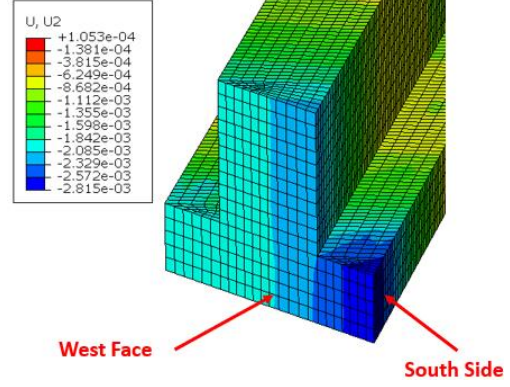 U, U2
+1.053e-04
-1.381e-04
-3.815e-04
-6.249e-04
-8.682e-04
-1.112e-03
-1.355e-03
-1.598e-03
-1.842e-03
-2.085e-03
-2.329e-03
-2.572e-03
-2.815e-03
West Face
South Side